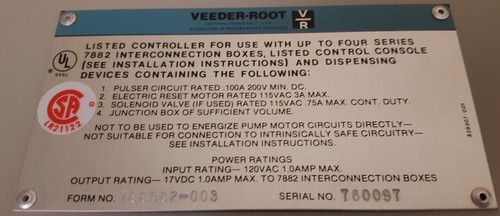 VEEDER-ROOT V/R
LISTED CONTROLLER FOR USE WITH UP TO FOUR SERIES
7882 INTERCONNECTION BOXES, LISTED CONTROL CONSOLE
(SEE INSTALLATION INSTRUCTIONS) AND DISPENSING
DEVICES CONTAINING THE FOLLOWING:
UL
1. PULSER CIRCUIT RATED .100A 200V MIN. DC.
2. ELECTRIC RESET MOTOR RATED 115VAC 3A MAX.
3. SOLENOID VALVE (IF USED) RATED 115VAC .75A MAX. CONT. DUTY.
4. JUNCTION BOX OF SUFFICIENT VOLUME.
LR21122
NOT TO BE USED TO ENERGIZE PUMP MOTOR CIRCUITS DIRECTLY—
NOT SUITABLE FOR CONNECTION TO INTRINSICALLY SAFE CIRCUITRY—
SEE INSTALLATION INSTRUCTIONS.
POWER RATINGS
INPUT RATING— 120VAC 1.0AMP MAX.
OUTPUT RATING— 17VDC 1.0AMP MAX. TO 7882 INTERCONNECTION BOXES
FORM NO. SERIAL NO. 780097